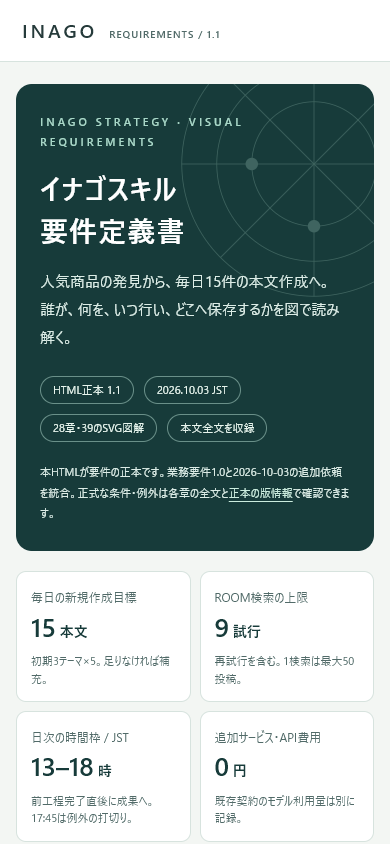 INAGO REQUIREMENTS / 1.1
INAGO STRATEGY · VISUAL
REQUIREMENTS
イナゴスキル
要件定義書
人気商品の発見から、毎日15件の本文作成へ。
誰が、何を、いつ行い、どこへ保存するかを図で読み
解く。
HTML正本 1.1 2026.10.03 JST
28章・39のSVG図解 本文全文を収録
本HTMLが要件の正本です。業務要件1.0と2026-10-03の追加依頼
を統合。正式な条件・例外は各章の全文と正本の版情報で確認できま
す。
毎日の新規作成目標
15 本文
初期3テーマ×5。足りなければ補
充。
ROOM検索の上限
9 試行
再試行を含む。1検索は最大50
投稿。
日次の時間枠 / JST
13–18 時
前工程完了直後に成果へ。
17:45は例外の打切り。
追加サービス・API費用
0 円
既存契約のモデル利用量は別に
記録。